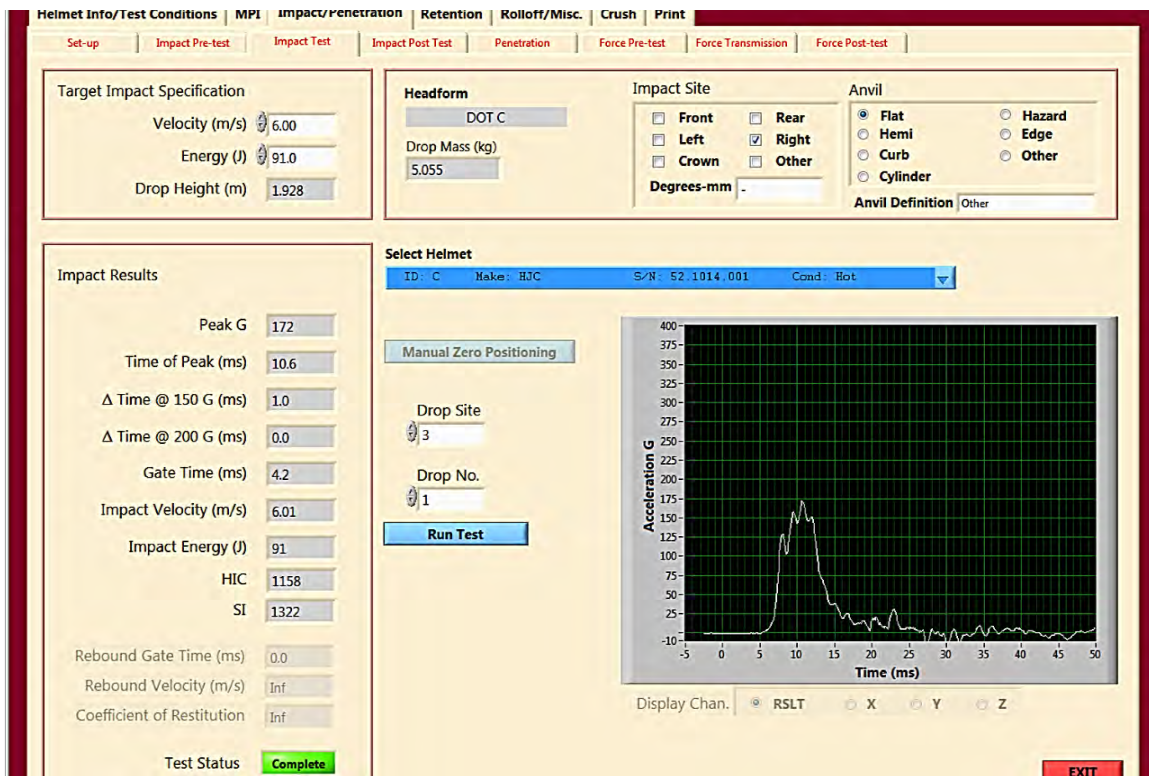 Helmet Info/Test Conditions MPI Impact/Penetration Retention Rolloff/Misc. Crush Print
Set-up Impact Pre-test Impact Test Impact Post Test Penetration Force Pre-test Force Transmission Force Post-test
Target Impact Specification
Velocity (m/s) 6.00
Energy (J) 91.0
Drop Height (m) 1.928
Headform
DOT C
Drop Mass (kg)
5.055
Impact Site
Front Rear
Left Right
Crown Other
Degrees-mm -
Anvil
Flat Hazard
Hemi Edge
Curb Other
Cylinder
Anvil Definition Other
Select Helmet
ID: C Make: HJC S/N: 52.1014.001 Cond: Hot
Impact Results
Peak G 172
Time of Peak (ms) 10.6
Δ Time @ 150 G (ms) 1.0
Δ Time @ 200 G (ms) 0.0
Gate Time (ms) 4.2
Impact Velocity (m/s) 6.01
Impact Energy (J) 91
HIC 1158
SI 1322
Rebound Gate Time (ms) 0.0
Rebound Velocity (m/s) Inf
Coefficient of Restitution Inf
Test Status Complete
Manual Zero Positioning
Drop Site
3
Drop No.
1
Run Test
Acceleration G
400
375
350
325
300
275
250
225
200
175
150
125
100
75
50
25
-10
-5 0 5 10 15 20 25 30 35 40 45 50
Time (ms)
Display Chan. RSLT X Y Z
EXIT